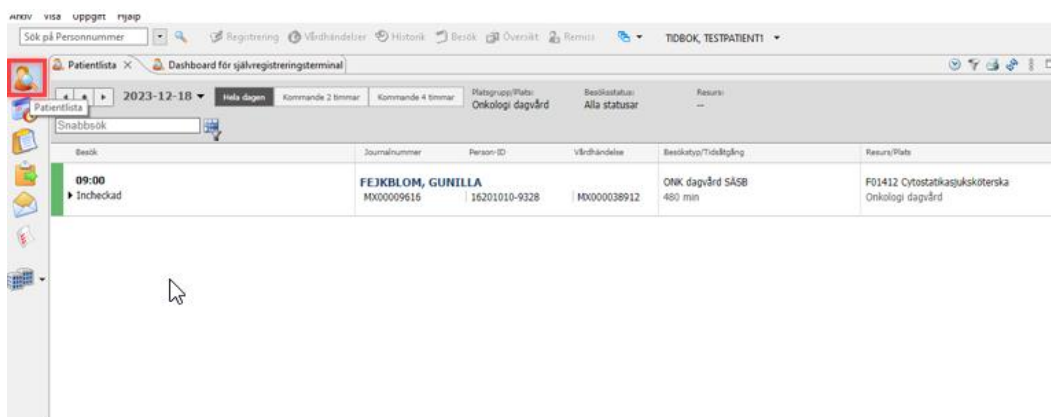 Arkiv Visa Uppgift Hjälp
Sök på Personnummer Registrering Vårdhändelser Historik Besök Översikt Remiss TIDBOK, TESTPATIENT1
Patientlista Dashboard för självregistreringsterminal
2023-12-18 Hela dagen Kommande 2 timmar Kommande 4 timmar Platsgrupp/Plats: Besöksstatus: Resurs:
Onkologi dagvård Alla statusar --
Patientlista
Snabbsök
Besök Journalnummer Person-ID Vårdhändelse Besökstyp/Tidsåtgång Resurs/Plats
09:00 FEJKBLOM, GUNILLA ONK dagvård SÄSB F01412 Cytostatikasjuksköterska
Incheckad MX00009616 16201010-9328 MX000038912 480 min Onkologi dagvård